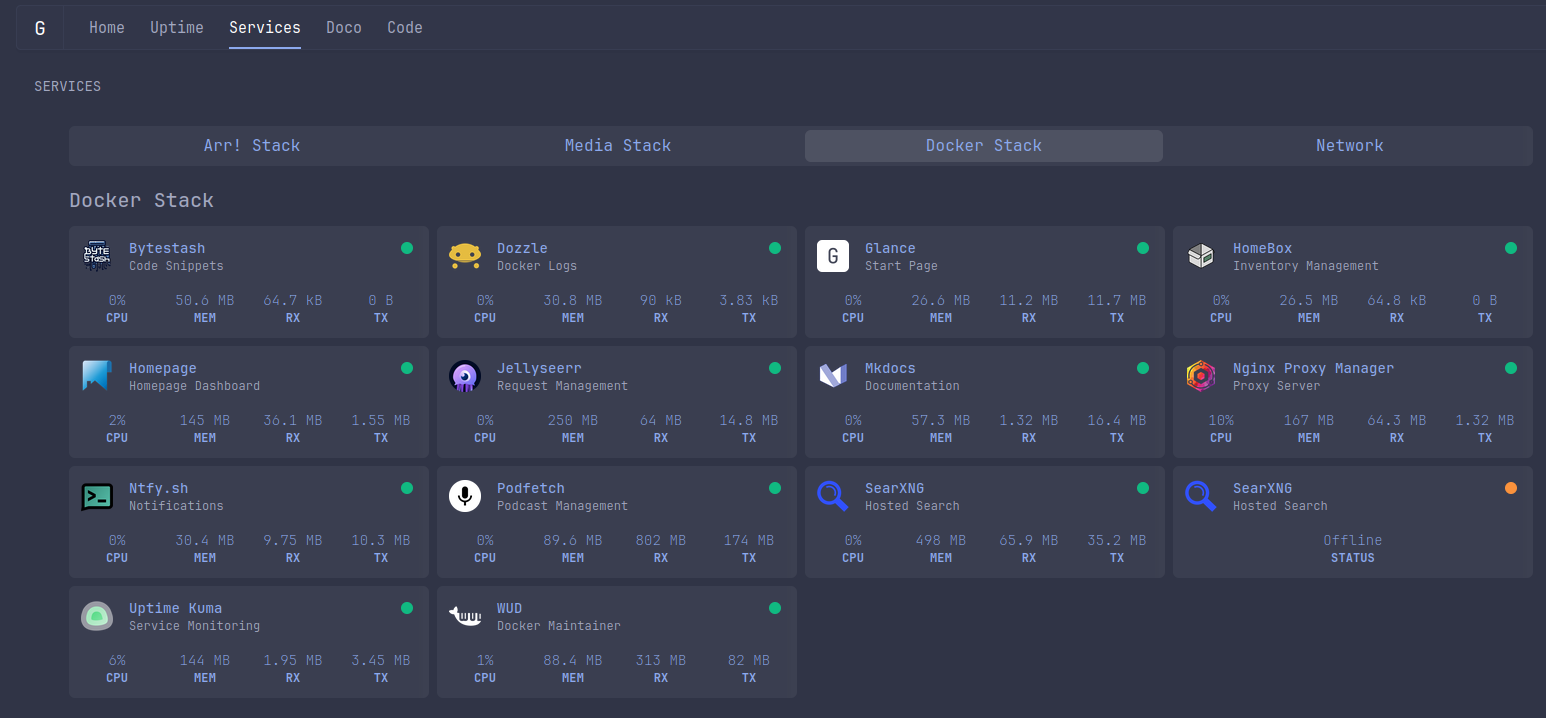 G Home Uptime Services Doco Code
SERVICES
Arr! Stack Media Stack Docker Stack Network
Docker Stack
BYTE STASH
Bytestash
Code Snippets
0% 50.6 MB 64.7 kB 0 B
CPU MEM RX TX
Dozzle
Docker Logs
0% 30.8 MB 90 kB 3.83 kB
CPU MEM RX TX
G
Glance
Start Page
0% 26.6 MB 11.2 MB 11.7 MB
CPU MEM RX TX
HomeBox
Inventory Management
0% 26.5 MB 64.8 kB 0 B
CPU MEM RX TX
Homepage
Homepage Dashboard
2% 145 MB 36.1 MB 1.55 MB
CPU MEM RX TX
Jellyseerr
Request Management
0% 250 MB 64 MB 14.8 MB
CPU MEM RX TX
Mkdocs
Documentation
0% 57.3 MB 1.32 MB 16.4 MB
CPU MEM RX TX
Nginx Proxy Manager
Proxy Server
10% 167 MB 64.3 MB 1.32 MB
CPU MEM RX TX
Ntfy.sh
Notifications
0% 30.4 MB 9.75 MB 10.3 MB
CPU MEM RX TX
Podfetch
Podcast Management
0% 89.6 MB 802 MB 174 MB
CPU MEM RX TX
SearXNG
Hosted Search
0% 498 MB 65.9 MB 35.2 MB
CPU MEM RX TX
SearXNG
Hosted Search
Offline
STATUS
Uptime Kuma
Service Monitoring
6% 144 MB 1.95 MB 3.45 MB
CPU MEM RX TX
wud
WUD
Docker Maintainer
1% 88.4 MB 313 MB 82 MB
CPU MEM RX TX